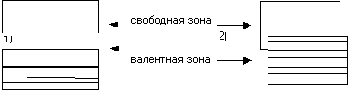 свободная зона
1) 2)
валентная зона